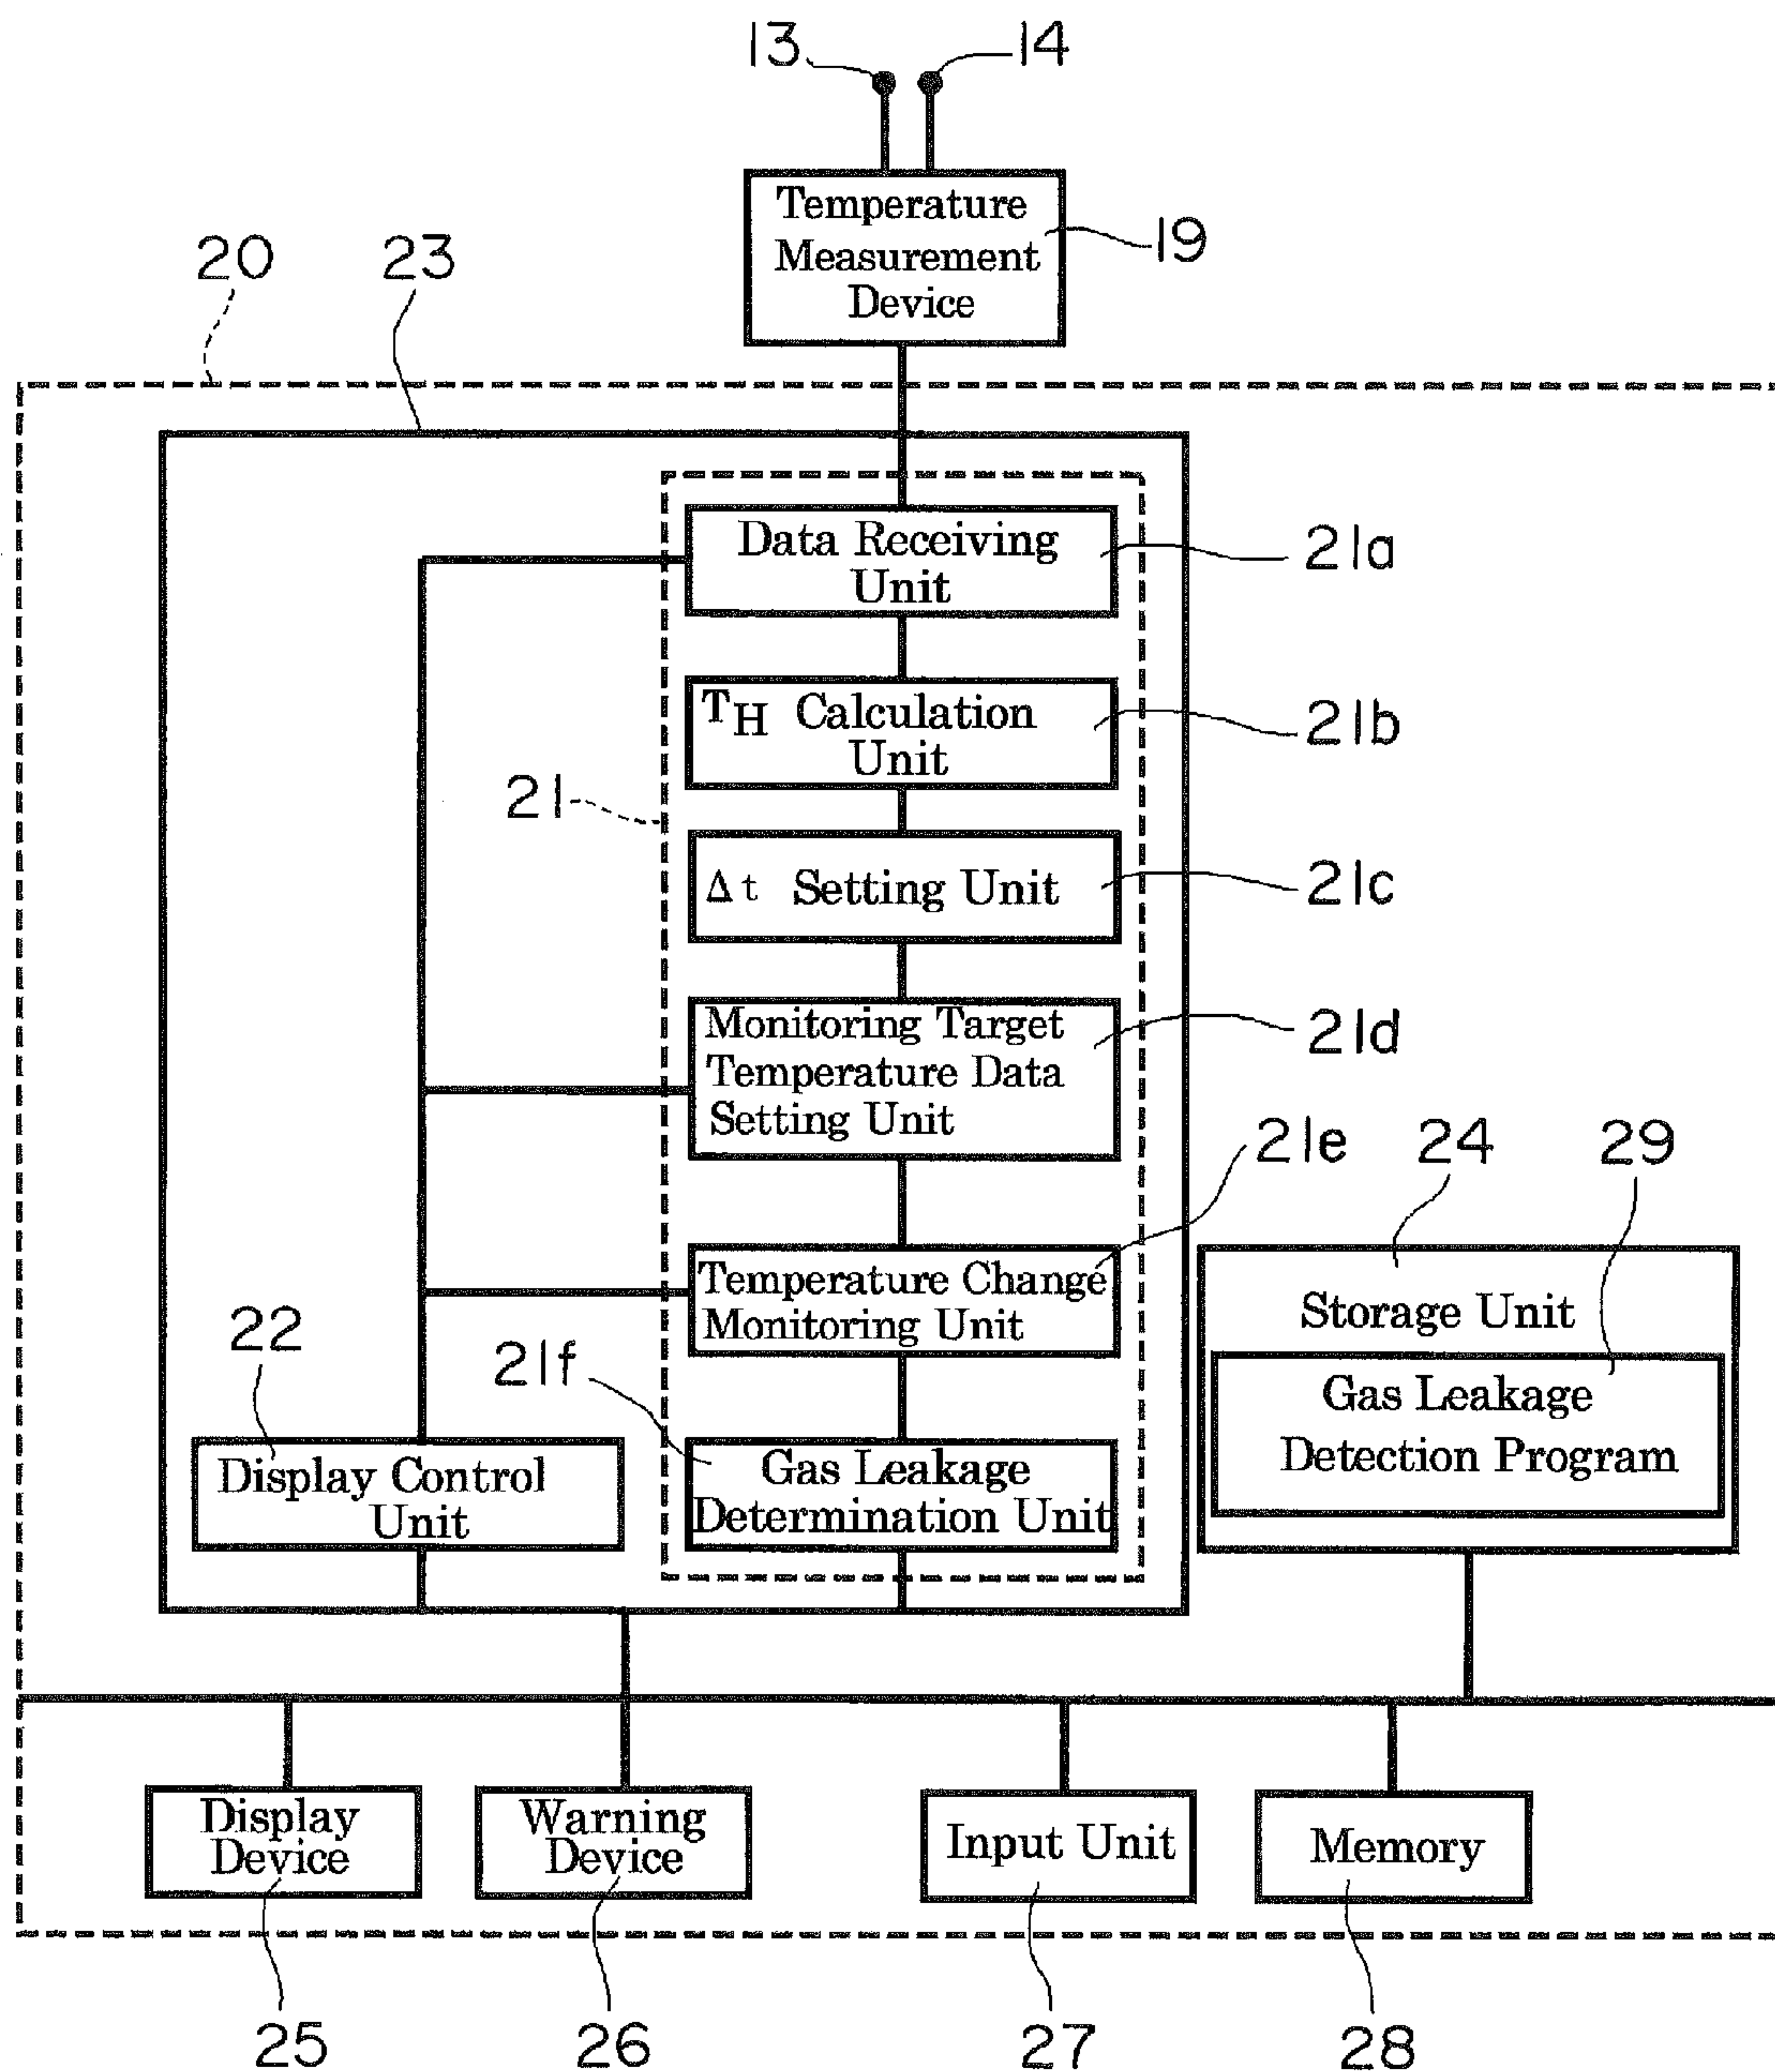 13
14
Temperature
Measurement
Device
19
20
23
Data Receiving
Unit
21a
TH Calculation
Unit
21b
21
Δt Setting Unit
21c
Monitoring Target
Temperature Data
Setting Unit
21d
21e
24
29
Temperature Change
Monitoring Unit
Storage Unit
22
21f
Gas Leakage
Detection Program
Display Control
Unit
Gas Leakage
Determination Unit
Display
Device
Warning
Device
Input Unit
Memory
25
26
27
28